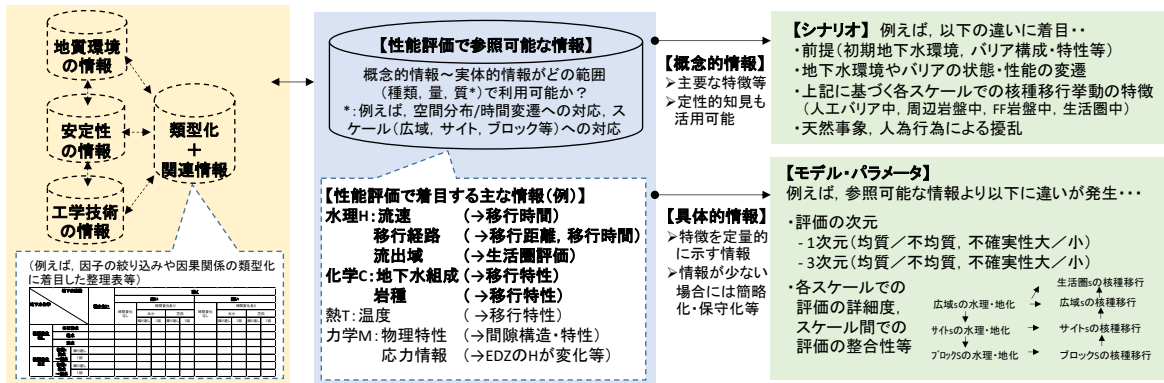 地質環境
の情報
安定性
の情報
工学技術
の情報
類型化
＋
関連情報
(例えば, 因子の絞り込みや因果関係の類型化
に着目した整理表等)
【性能評価で参照可能な情報】
概念的情報～実体的情報がどの範囲
(種類, 量, 質*)で利用可能か？
*:例えば, 空間分布/時間変遷への対応, ス
ケール(広域, サイト, ブロック等)への対応
【性能評価で着目する主な情報(例)】
水理H:流速 (→移行時間)
移行経路 (→移行距離, 移行時間)
流出域 (→生活圏評価)
化学C:地下水組成(→移行特性)
岩種 (→移行特性)
熱T:温度 (→移行特性)
力学M:物理特性 (→間隙構造・特性)
応力情報 (→EDZのHが変化等)
【概念的情報】
➢主要な特徴等
➢定性的知見も
活用可能
【具体的情報】
➢特徴を定量的
に示す情報
➢情報が少ない
場合には簡略
化・保守化等
【シナリオ】 例えば, 以下の違いに着目・・
・前提(初期地下水環境, バリア構成・特性等)
・地下水環境やバリアの状態・性能の変遷
・上記に基づく各スケールでの核種移行挙動の特徴
(人工バリア中, 周辺岩盤中, FF岩盤中, 生活圏中)
・天然事象, 人為行為による擾乱
【モデル・パラメータ】
例えば, 参照可能な情報より以下に違いが発生・・・
・評価の次元
- 1次元(均質／不均質, 不確実性大／小)
- 3次元(均質／不均質, 不確実性大／小)
・各スケールでの
評価の詳細度,
スケール間での
評価の整合性等
生活圏sの核種移行
広域sの水理・地化 広域sの核種移行
サイトsの水理・地化 サイトsの核種移行
ブロックsの水理・地化 ブロックsの核種移行